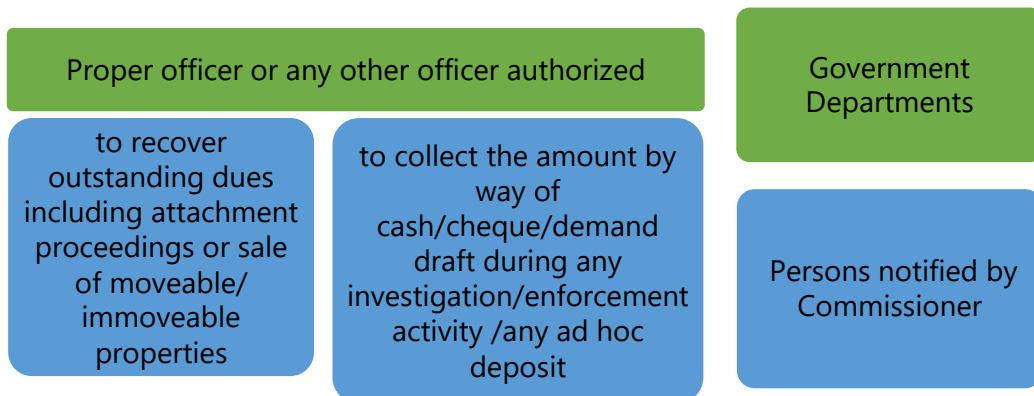 Proper officer or any other officer authorized
to recover
outstanding dues
including attachment
proceedings or sale
of moveable/
immoveable
properties
to collect the amount by
way of
cash/cheque/demand
draft during any
investigation/enforcement
activity /any ad hoc
deposit
Government
Departments
Persons notified by
Commissioner